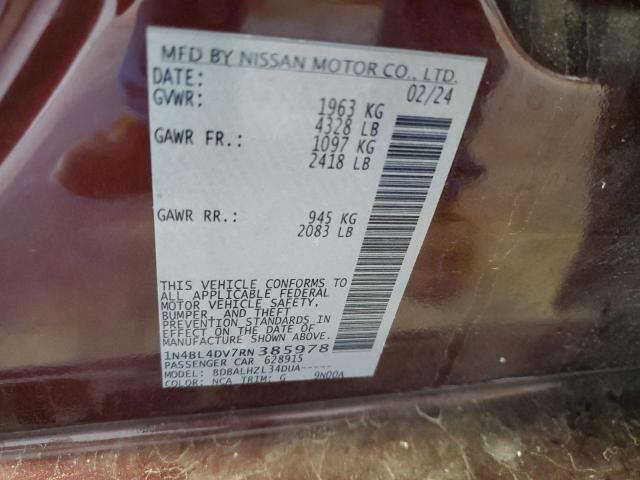 MFD BY NISSAN MOTOR CO., LTD.
DATE: 02/24
GVWR: 1963 KG
4328 LB
GAWR FR.: 1097 KG
2418 LB
GAWR RR.: 945 KG
2083 LB
THIS VEHICLE CONFORMS TO
ALL APPLICABLE FEDERAL
MOTOR VEHICLE SAFETY,
BUMPER, AND THEFT
PREVENTION STANDARDS IN
EFFECT ON THE DATE OF
MANUFACTURE SHOWN ABOVE.
1N4BL4DV7RN385978
PASSENGER CAR 628915
MODEL: BDBALHZL34DUA-----
COLOR: NCA TRIM: G 9N00A